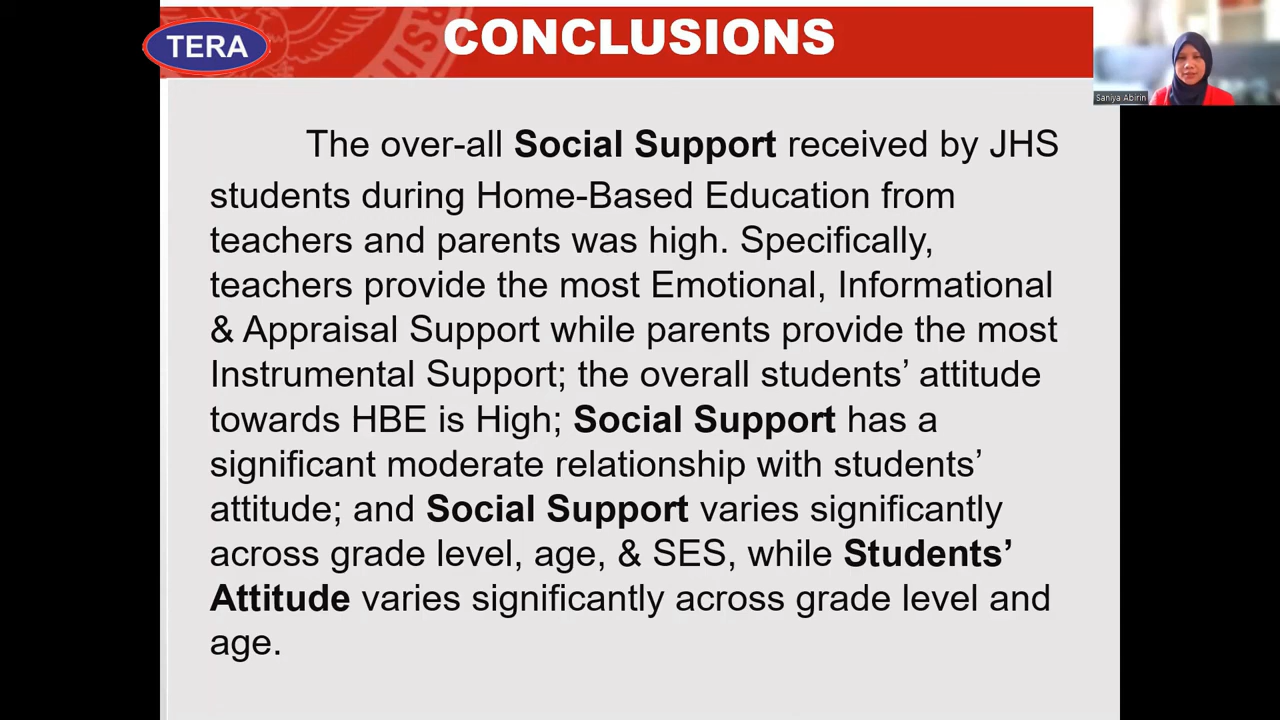 TERA
CONCLUSIONS
Saniya Abirin
The over-all Social Support received by JHS
students during Home-Based Education from
teachers and parents was high. Specifically,
teachers provide the most Emotional, Informational
& Appraisal Support while parents provide the most
Instrumental Support; the overall students’ attitude
towards HBE is High; Social Support has a
significant moderate relationship with students’
attitude; and Social Support varies significantly
across grade level, age, & SES, while Students’
Attitude varies significantly across grade level and
age.